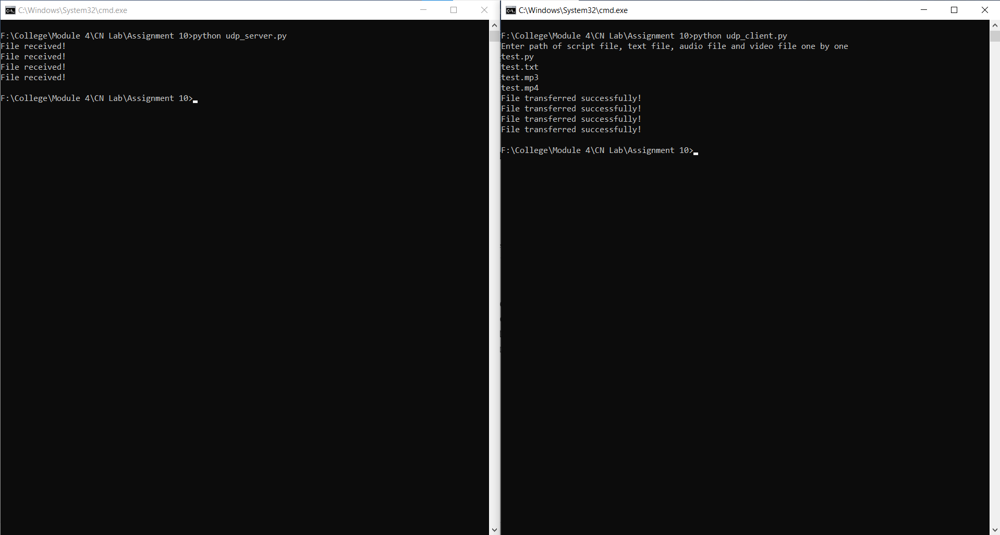 C:\Windows\System32\cmd.exe
F:\College\Module 4\CN Lab\Assignment 10>python udp_server.py
File received!
File received!
File received!
File received!
F:\College\Module 4\CN Lab\Assignment 10>
C:\Windows\System32\cmd.exe
F:\College\Module 4\CN Lab\Assignment 10>python udp_client.py
Enter path of script file, text file, audio file and video file one by one
test.py
test.txt
test.mp3
test.mp4
File transferred successfully!
File transferred successfully!
File transferred successfully!
File transferred successfully!
F:\College\Module 4\CN Lab\Assignment 10>